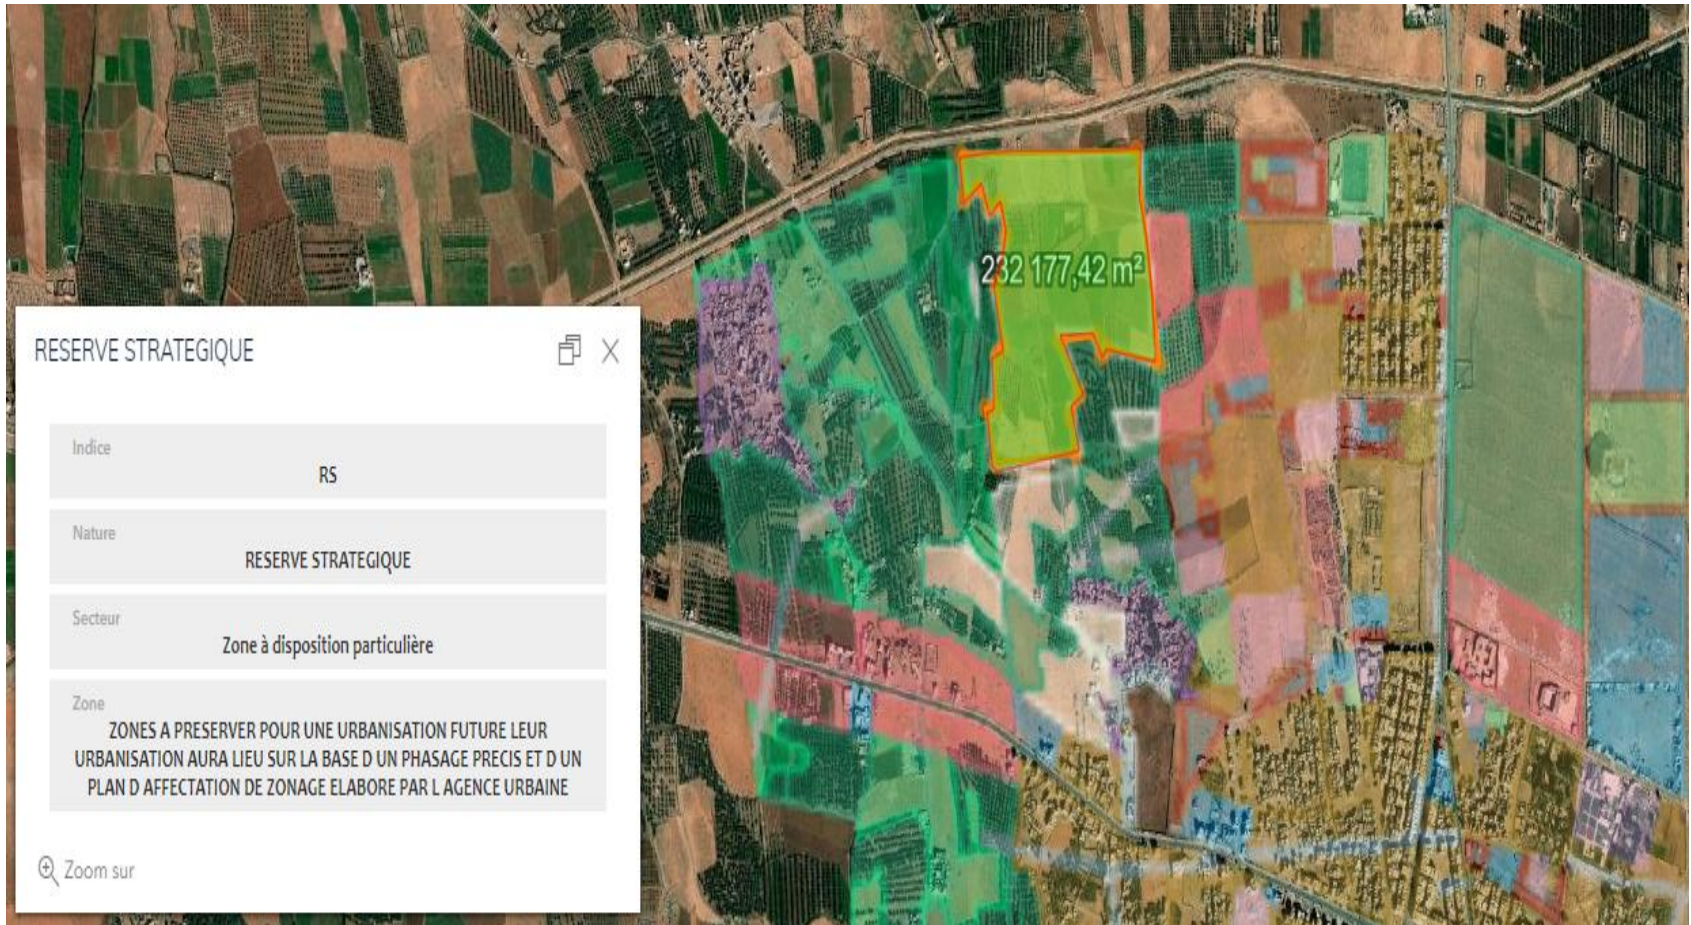 232 177,42 m²
RESERVE STRATEGIQUE
Indice
RS
Nature
RESERVE STRATEGIQUE
Secteur
Zone à disposition particulière
Zone
ZONES A PRESERVER POUR UNE URBANISATION FUTURE LEUR
URBANISATION AURA LIEU SUR LA BASE D UN PHASAGE PRECIS ET D UN
PLAN D AFFECTATION DE ZONAGE ELABORE PAR L AGENCE URBAINE
Zoom sur